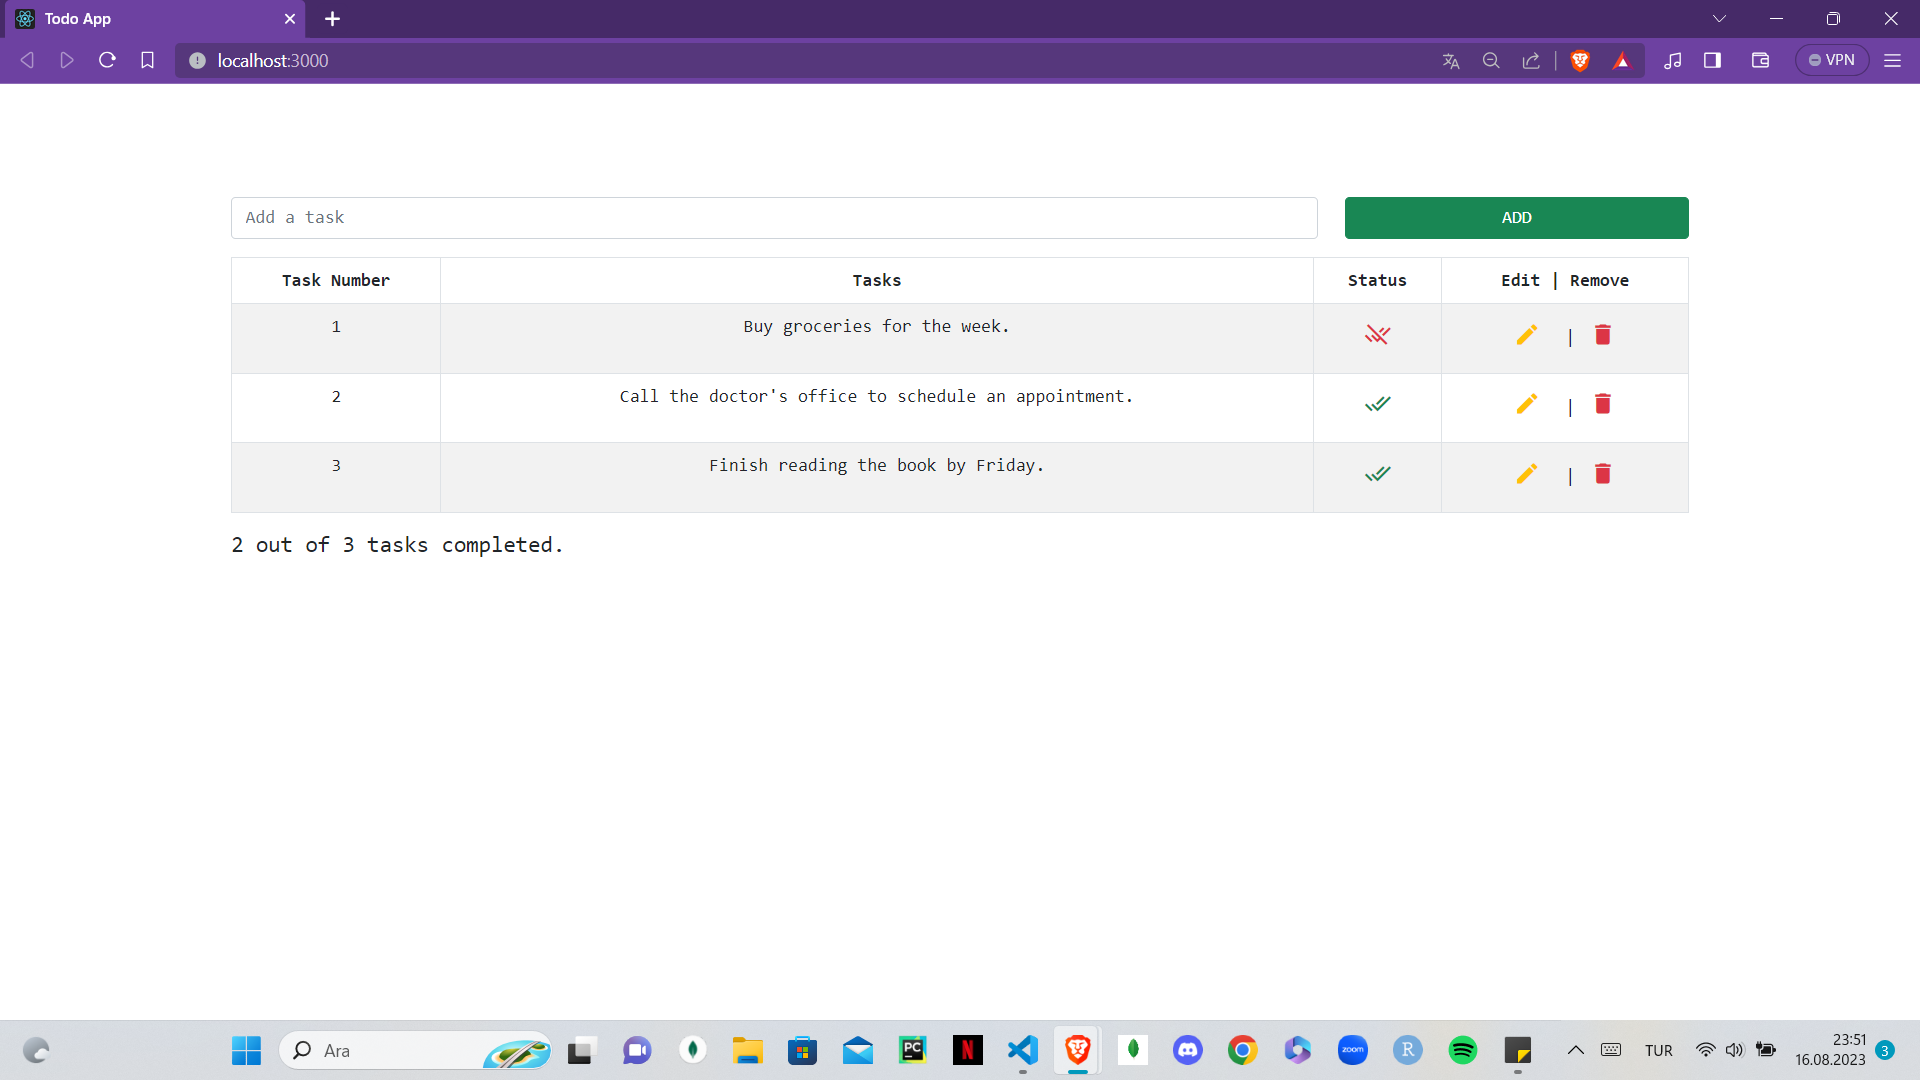 Todo App
localhost:3000
VPN
Add a task
ADD
Task Number Tasks Status Edit | Remove
1 Buy groceries for the week. |
2 Call the doctor's office to schedule an appointment. |
3 Finish reading the book by Friday. |
2 out of 3 tasks completed.
Ara
PC
N
zoom
R
TUR
23:51
16.08.2023
3